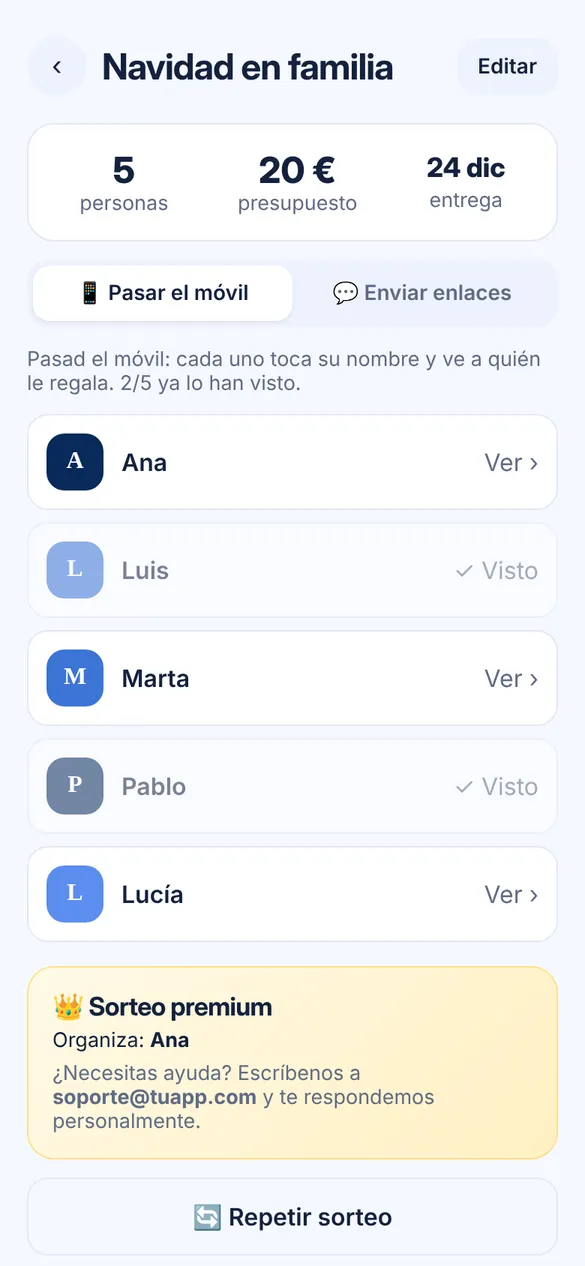 ‹ Navidad en familia Editar
5 20 € 24 dic
personas presupuesto entrega
📱 Pasar el móvil 💬 Enviar enlaces
Pasad el móvil: cada uno toca su nombre y ve a quién
le regala. 2/5 ya lo han visto.
A Ana Ver ›
L Luis ✓ Visto
M Marta Ver ›
P Pablo ✓ Visto
L Lucía Ver ›
👑 Sorteo premium
Organiza: Ana
¿Necesitas ayuda? Escríbenos a
soporte@tuapp.com y te respondemos
personalmente.
🔄 Repetir sorteo